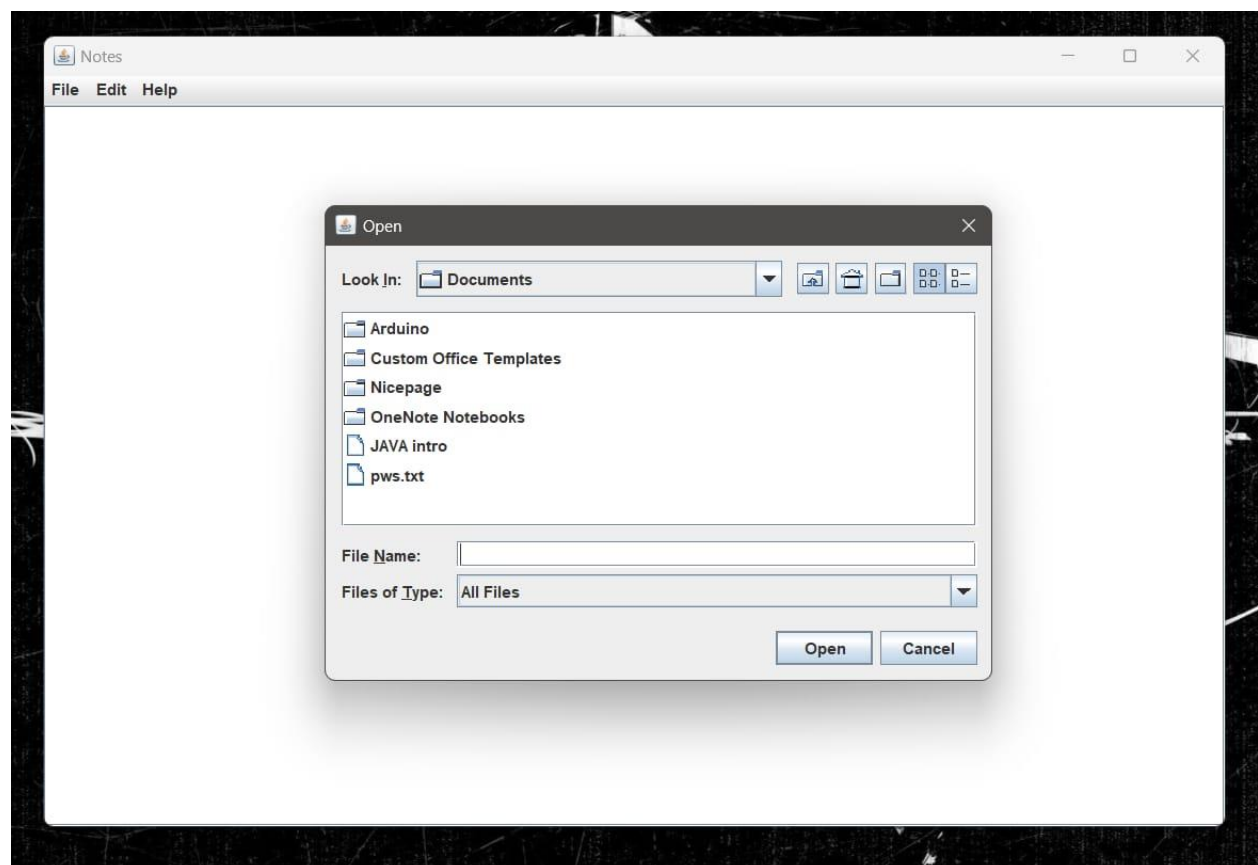 Notes
File Edit Help
Open
Look In: Documents
Arduino
Custom Office Templates
Nicepage
OneNote Notebooks
JAVA intro
pws.txt
File Name:
Files of Type: All Files
Open Cancel